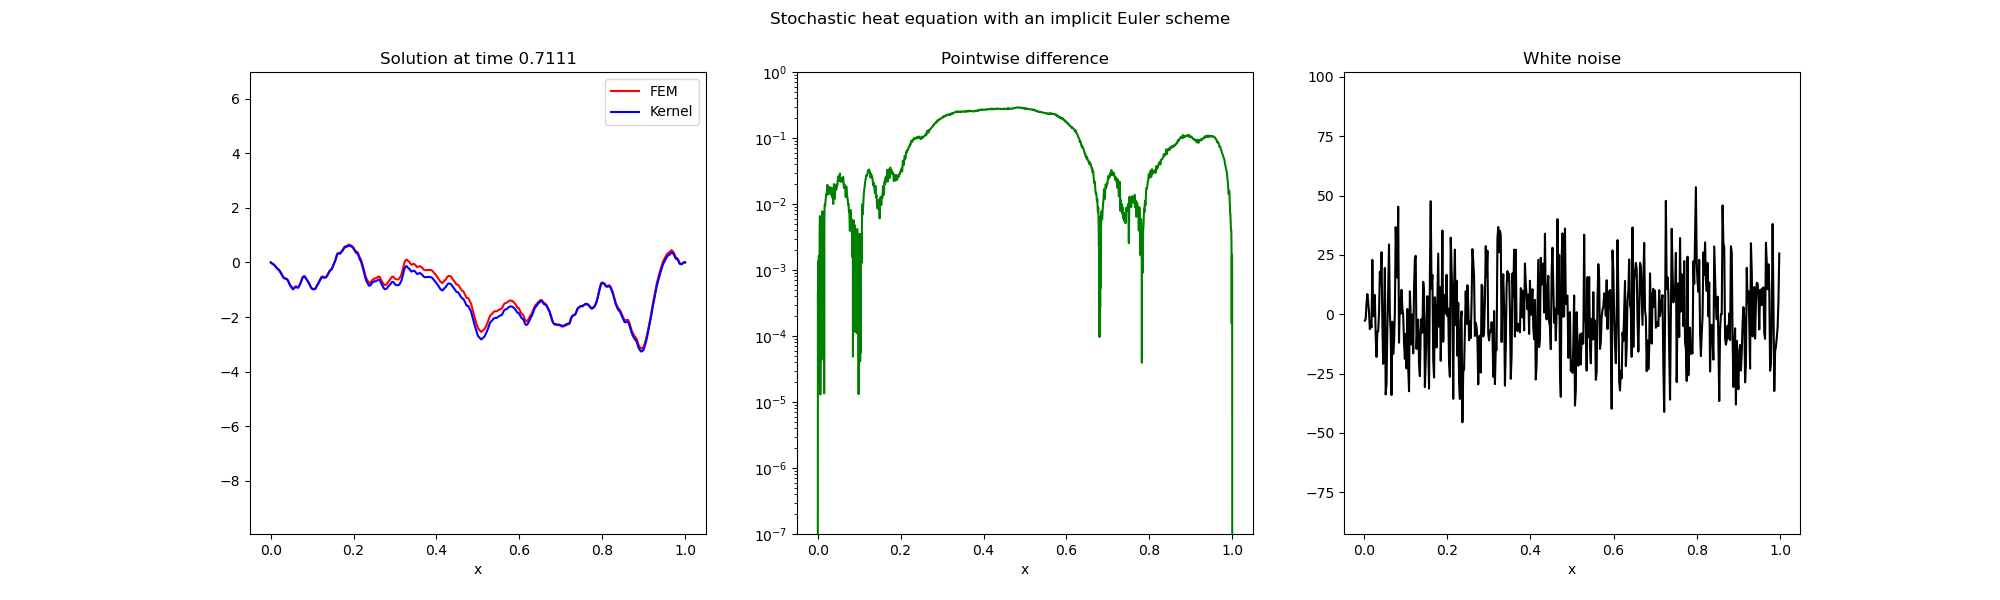 Stochastic heat equation with an implicit Euler scheme
Solution at time 0.7111
FEM
Kernel
6
4
2
0
−2
−4
−6
−8
0.0 0.2 0.4 0.6 0.8 1.0
x
Pointwise difference
10⁰
10⁻¹
10⁻²
10⁻³
10⁻⁴
10⁻⁵
10⁻⁶
10⁻⁷
0.0 0.2 0.4 0.6 0.8 1.0
x
White noise
100
75
50
25
0
−25
−50
−75
0.0 0.2 0.4 0.6 0.8 1.0
x